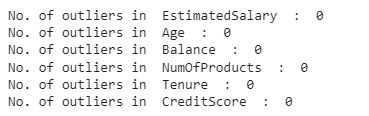 No. of outliers in  EstimatedSalary  :  0
No. of outliers in  Age  :  0
No. of outliers in  Balance  :  0
No. of outliers in  NumOfProducts  :  0
No. of outliers in  Tenure  :  0
No. of outliers in  CreditScore  :  0